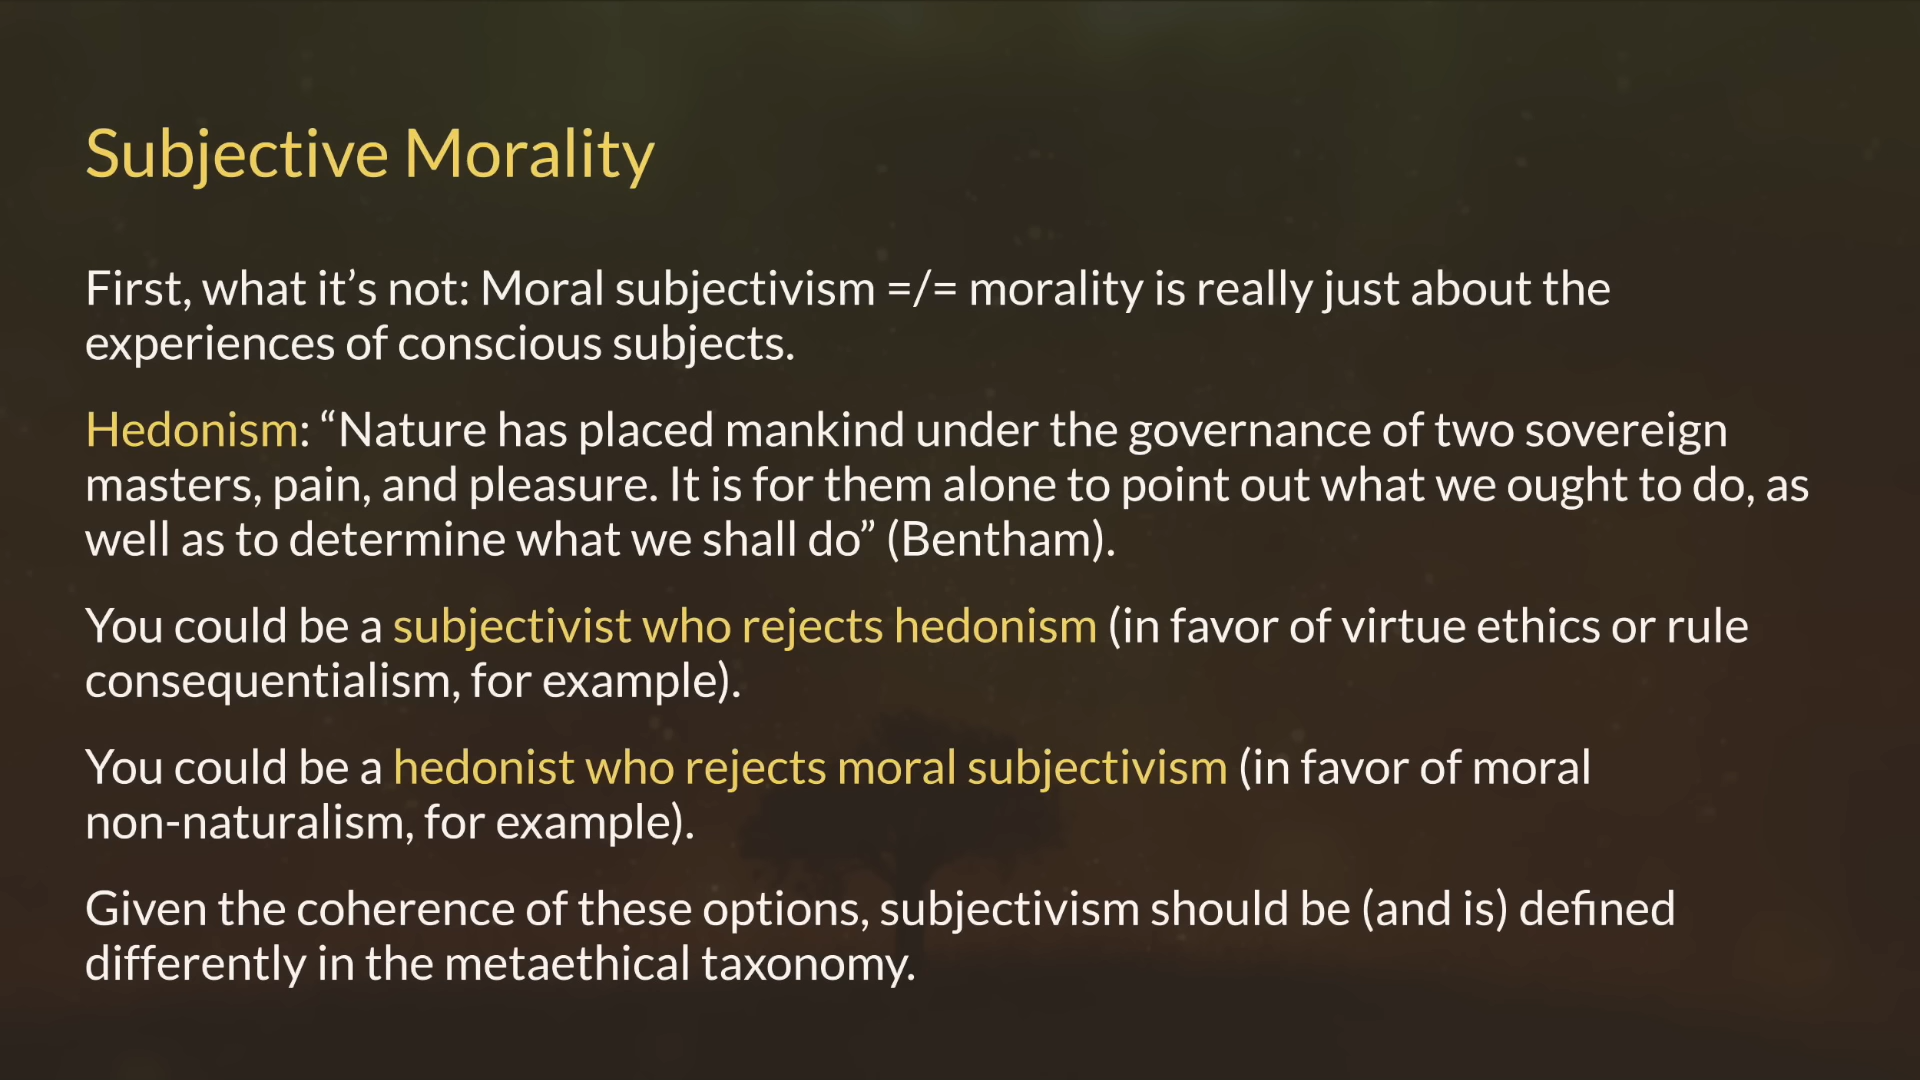 Subjective Morality
First, what it’s not: Moral subjectivism =/= morality is really just about the
experiences of conscious subjects.
Hedonism: “Nature has placed mankind under the governance of two sovereign
masters, pain, and pleasure. It is for them alone to point out what we ought to do, as
well as to determine what we shall do” (Bentham).
You could be a subjectivist who rejects hedonism (in favor of virtue ethics or rule
consequentialism, for example).
You could be a hedonist who rejects moral subjectivism (in favor of moral
non-naturalism, for example).
Given the coherence of these options, subjectivism should be (and is) defined
differently in the metaethical taxonomy.